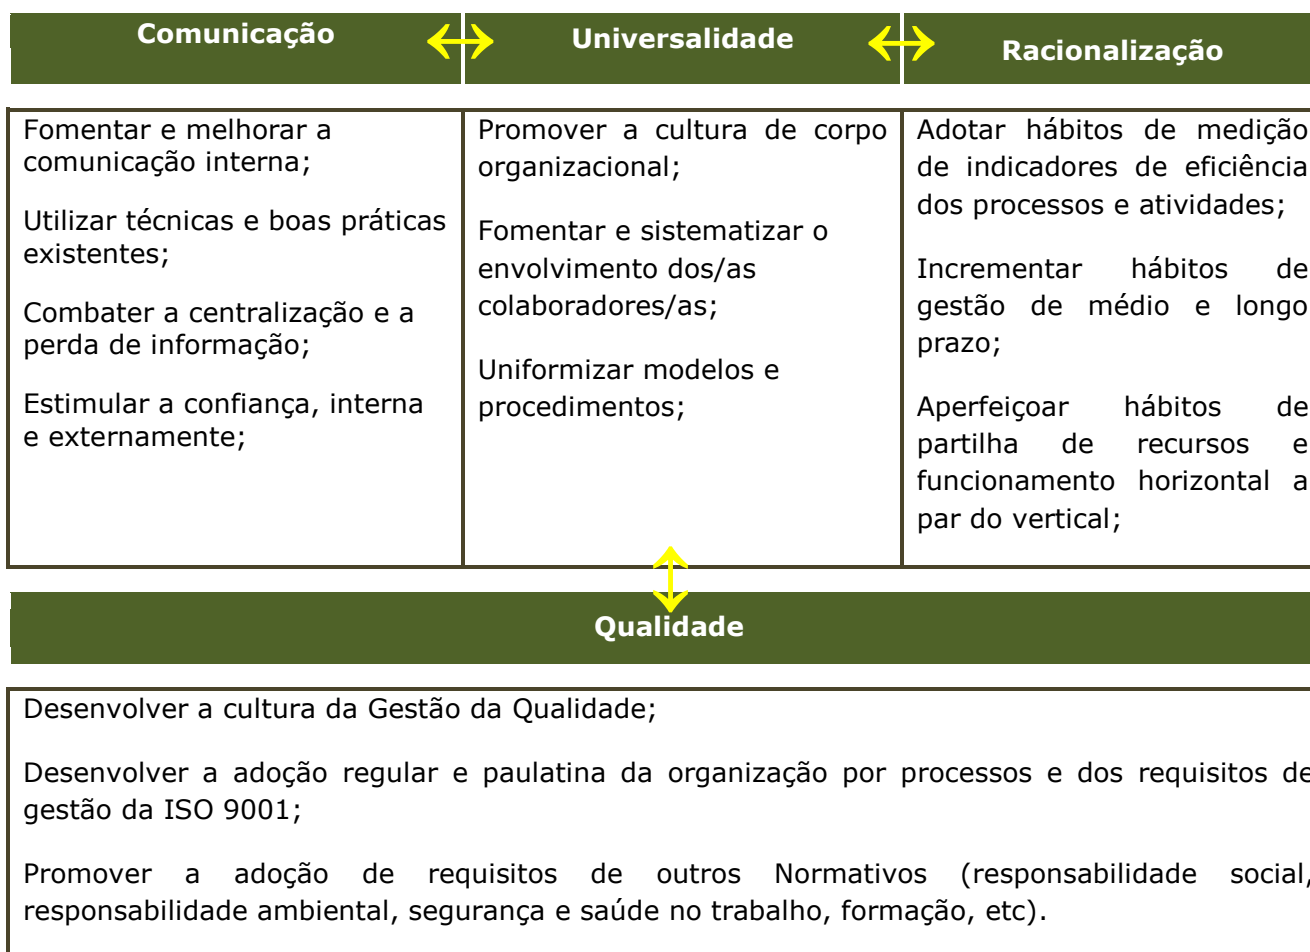 Comunicação
Universalidade
Racionalização
Fomentar e melhorar a
comunicação interna;
Utilizar técnicas e boas práticas
existentes;
Combater a centralização e a
perda de informação;
Estimular a confiança, interna
e externamente;
Promover a cultura de corpo
organizacional;
Fomentar e sistematizar o
envolvimento dos/as
colaboradores/as;
Uniformizar modelos e
procedimentos;
Adotar hábitos de medição
de indicadores de eficiência
dos processos e atividades;
Incrementar hábitos de
gestão de médio e longo
prazo;
Aperfeiçoar hábitos de
partilha de recursos e
funcionamento horizontal a
par do vertical;
Qualidade
Desenvolver a cultura da Gestão da Qualidade;
Desenvolver a adoção regular e paulatina da organização por processos e dos requisitos de
gestão da ISO 9001;
Promover a adoção de requisitos de outros Normativos (responsabilidade social,
responsabilidade ambiental, segurança e saúde no trabalho, formação, etc).